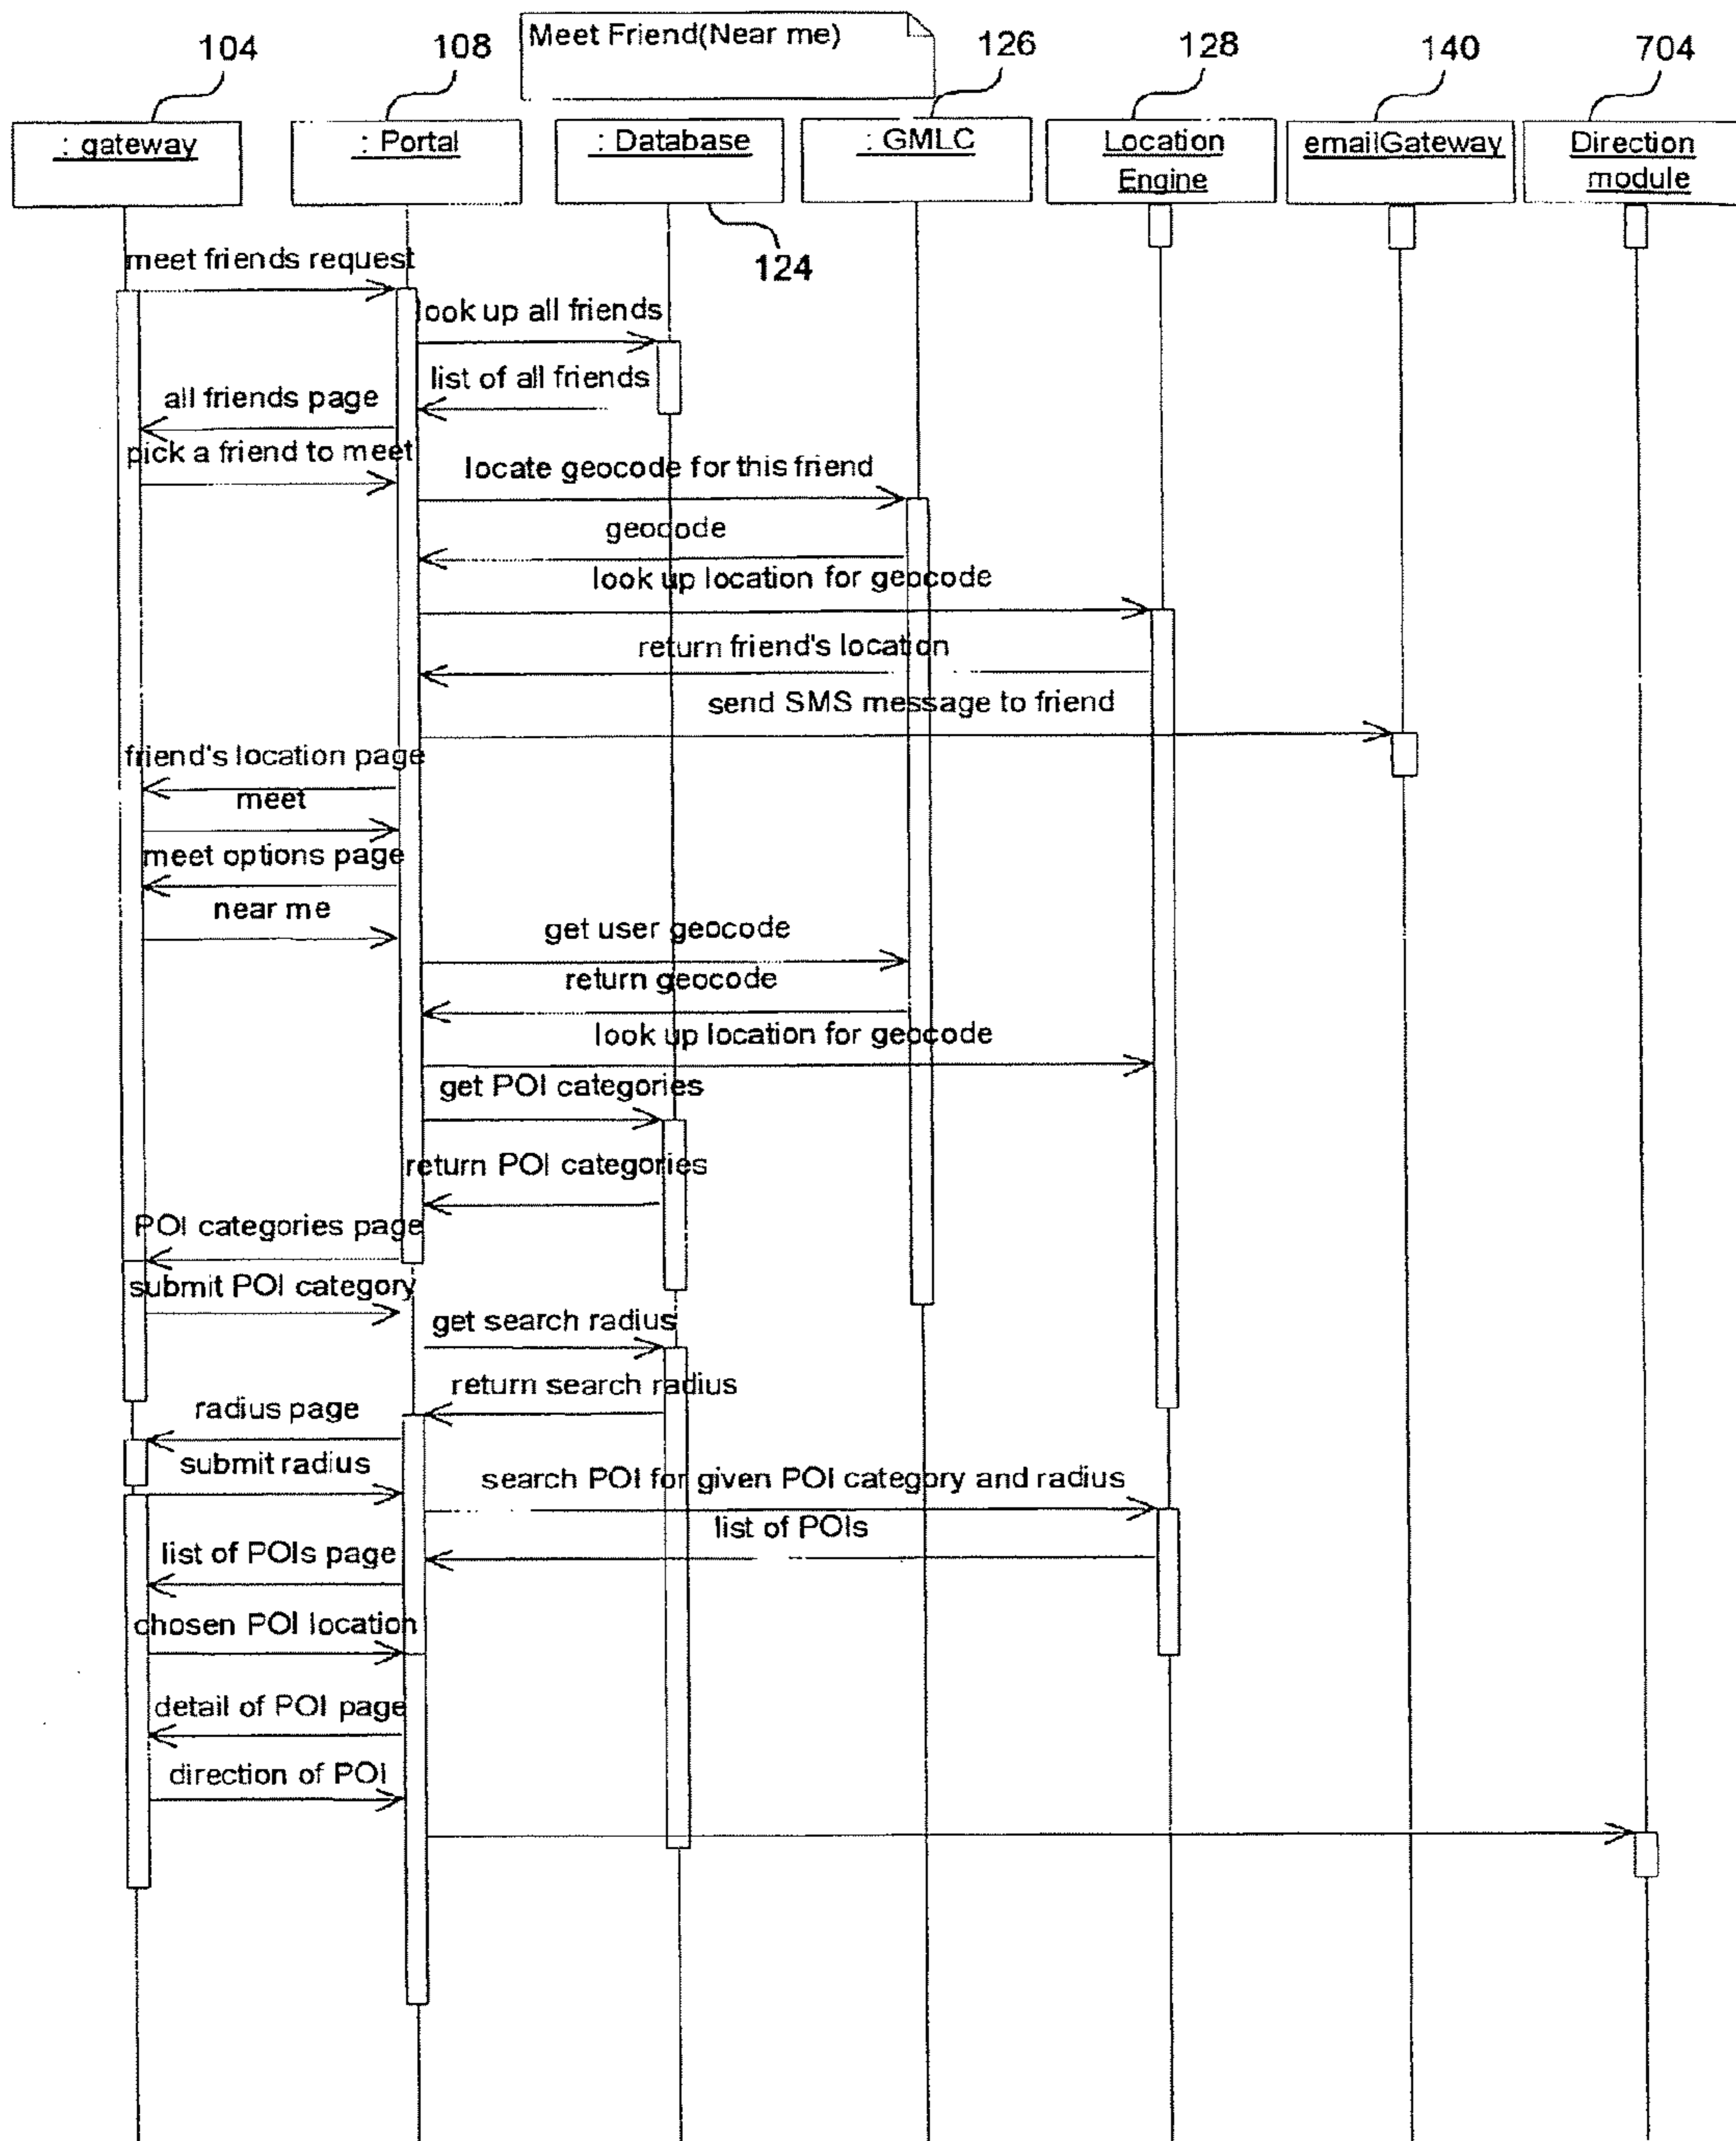 Meet Friend(Near me)
104
108
126
128
140
704
: gateway
: Portal
: Database
: GMLC
Location
Engine
emailGateway
Direction
module
124
meet friends request
look up all friends
list of all friends
all friends page
pick a friend to meet
locate geocode for this friend
geocode
look up location for geocode
return friend's location
send SMS message to friend
friend's location page
meet
meet options page
near me
get user geocode
return geocode
look up location for geocode
get POI categories
return POI categories
POI categories page
submit POI category
get search radius
return search radius
radius page
submit radius
search POI for given POI category and radius
list of POIs
list of POIs page
chosen POI location
detail of POI page
direction of POI